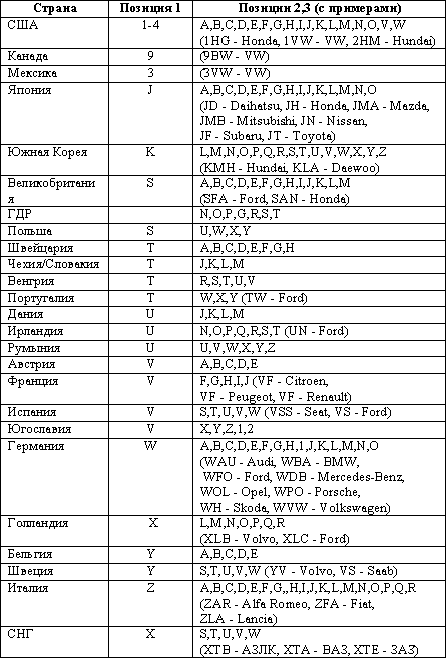 Страна Позиция 1 Позиции 2,3 (с примерами)
США 1-4 A,B,C,D,E,F,G,H,I,J,K,L,M,N,O,V,W
(1HG - Honda, 1VW - VW, 2HM - Hundai)
Канада 9 (9BW - VW)
Мексика 3 (3VW - VW)
Япония J A,B,C,D,E,F,G,H,I,J,K,L,M,N,O
(JD - Daihatsu, JH - Honda, JMA - Mazda,
JMB - Mitsubishi, JN - Nissan,
JF - Subaru, JT - Toyota)
Южная Корея K L,M,N,O,P,Q,R,S,T,U,V,W,X,Y,Z
(KMH - Hundai, KLA - Daewoo)
Великобритани S A,B,C,D,E,F,G,H,I,J,K,L,M
я (SFA - Ford, SAN - Honda)
ГДР N,O,P,G,R,S,T
Польша S U,W,X,Y
Швейцария T A,B,C,D,E,F,G,H
Чехия/Словакия T J,K,L,M
Венгрия T R,S,T,U,V
Португалия T W,X,Y (TW - Ford)
Дания U J,K,L,M
Ирландия U N,O,P,Q,R,S,T (UN - Ford)
Румыния U U,V,W,X,Y,Z
Австрия V A,B,C,D,E
Франция V F,G,H,I,J (VF - Citroen,
VF - Peugeot, VF - Renault)
Испания V S,T,U,V,W (VSS - Seat, VS - Ford)
Югославия V X,Y,Z,1,2
Германия W A,B,C,D,E,F,G,H,1,J,K,L,M,N,O
(WAU - Audi, WBA - BMW,
WFO - Ford, WDB - Mercedes-Benz,
WOL - Opel, WPO - Porsche,
WH - Skoda, WVW - Volkswagen)
Голландия X L,M,N,O,P,Q,R
(XLB - Volvo, XLC - Ford)
Бельгия Y A,B,C,D,E
Швеция Y S,T,U,V,W (YV - Volvo, VS - Saab)
Италия Z A,B,C,D,E,F,G,,H,I,J,K,L,M,N,O,P,Q,R
(ZAR - Alfa Romeo, ZFA - Fiat,
ZLA - Lancia)
СНГ X S,T,U,V,W
(XTB - АЗЛК, XTA - ВАЗ, XTE - ЗАЗ)